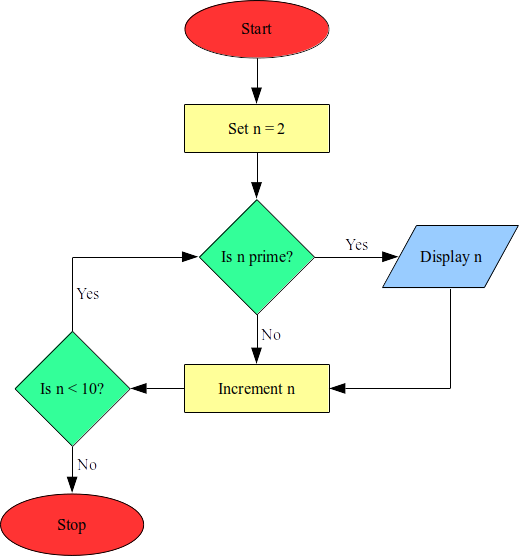 Start
Set n = 2
Is n prime?
Yes
Display n
No
Increment n
Is n < 10?
Yes
No
Stop